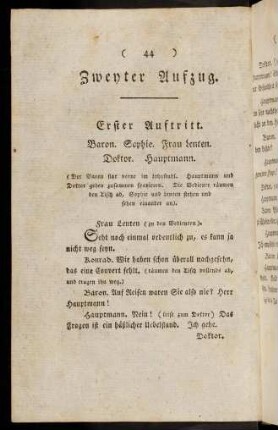 ( 44 )
Zweyter Aufzug.
Erster Auftritt.
Baron. Sophie. Frau Lenten.
Doktor. Hauptmann.
(Der Baron sitzt vorne im Lehnstuhl. Hauptmann und
Doktor gehen zusammen spazieren. Die Bedienten räumen
den Tisch ab. Sophie und Lenten stehen und
sehen einander an).
Frau Lenten (zu den Bedienten).
Seht noch einmal ordentlich zu, es kann ja
nicht weg seyn.
Konrad. Wir haben schon überall nachgesehn,
das eine Couvert fehlt. (räumen den Tisch vollends ab,
und tragen ihn weg.)
Baron. Auf Reisen waren Sie also nie? Herr
Hauptmann!
Hauptmann. Nein! (leise zum Doktor) Das
Fragen ist ein häßlicher Uebelstand. Ich gehe.
Doktor.